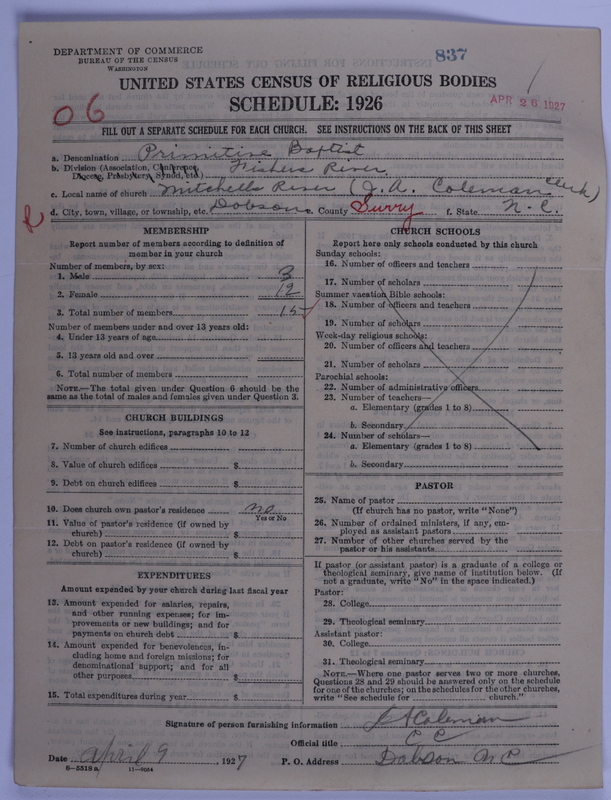 DEPARTMENT OF COMMERCE
BUREAU OF THE CENSUS
WASHINGTON
837
UNITED STATES CENSUS OF RELIGIOUS BODIES
SCHEDULE: 1926
06
APR 26 1927
FILL OUT A SEPARATE SCHEDULE FOR EACH CHURCH. SEE INSTRUCTIONS ON THE BACK OF THIS SHEET
a. Denomination Primitive Baptist
b. Division (Association, Conference, Fishers River
Diocese, Presbytery, Synod, etc.)
c. Local name of church Mitchells River (J.A. Coleman Clerk)
d. City, town, village, or township, etc. Dobson e. County Surry f. State N.C.
MEMBERSHIP
Report number of members according to definition of
member in your church
Number of members, by sex:
1. Male 3
2. Female 12
3. Total number of members 15
Number of members under and over 13 years old:
4. Under 13 years of age
5. 13 years old and over
6. Total number of members
NOTE.—The total given under Question 6 should be the
same as the total of males and females given under Question 3.
CHURCH BUILDINGS
See instructions, paragraphs 10 to 12
7. Number of church edifices
8. Value of church edifices $
9. Debt on church edifices $
10. Does church own pastor's residence no
Yes or No
11. Value of pastor's residence (if owned by
church) $
12. Debt on pastor's residence (if owned by
church) $
EXPENDITURES
Amount expended by your church during last fiscal year
13. Amount expended for salaries, repairs,
and other running expenses; for im-
provements or new buildings; and for
payments on church debt $
14. Amount expended for benevolences, in-
cluding home and foreign missions; for
denominational support; and for all
other purposes $
15. Total expenditures during year $
CHURCH SCHOOLS
Report here only schools conducted by this church
Sunday schools:
16. Number of officers and teachers
17. Number of scholars
Summer vacation Bible schools:
18. Number of officers and teachers
19. Number of scholars
Week-day religious schools:
20. Number of officers and teachers
21. Number of scholars
Parochial schools:
22. Number of administrative officers
23. Number of teachers—
a. Elementary (grades 1 to 8)
b. Secondary
24. Number of scholars—
a. Elementary (grades 1 to 8)
b. Secondary
PASTOR
25. Name of pastor
(If church has no pastor, write "None")
26. Number of ordained ministers, if any, em-
ployed as assistant pastors
27. Number of other churches served by the
pastor or his assistants
If pastor (or assistant pastor) is a graduate of a college or
theological seminary, give name of institution below. (If
not a graduate, write "No" in the space indicated.)
Pastor:
28. College
29. Theological seminary
Assistant pastor:
30. College
31. Theological seminary
NOTE.—Where one pastor serves two or more churches,
Questions 28 and 29 should be answered only on the schedule
for one of the churches; on the schedules for the other churches,
write "See schedule for church."
Signature of person furnishing information J A Coleman
Official title C C
Date April 9 1927 P. O. Address Dobson N C
8—5519a 11—9034